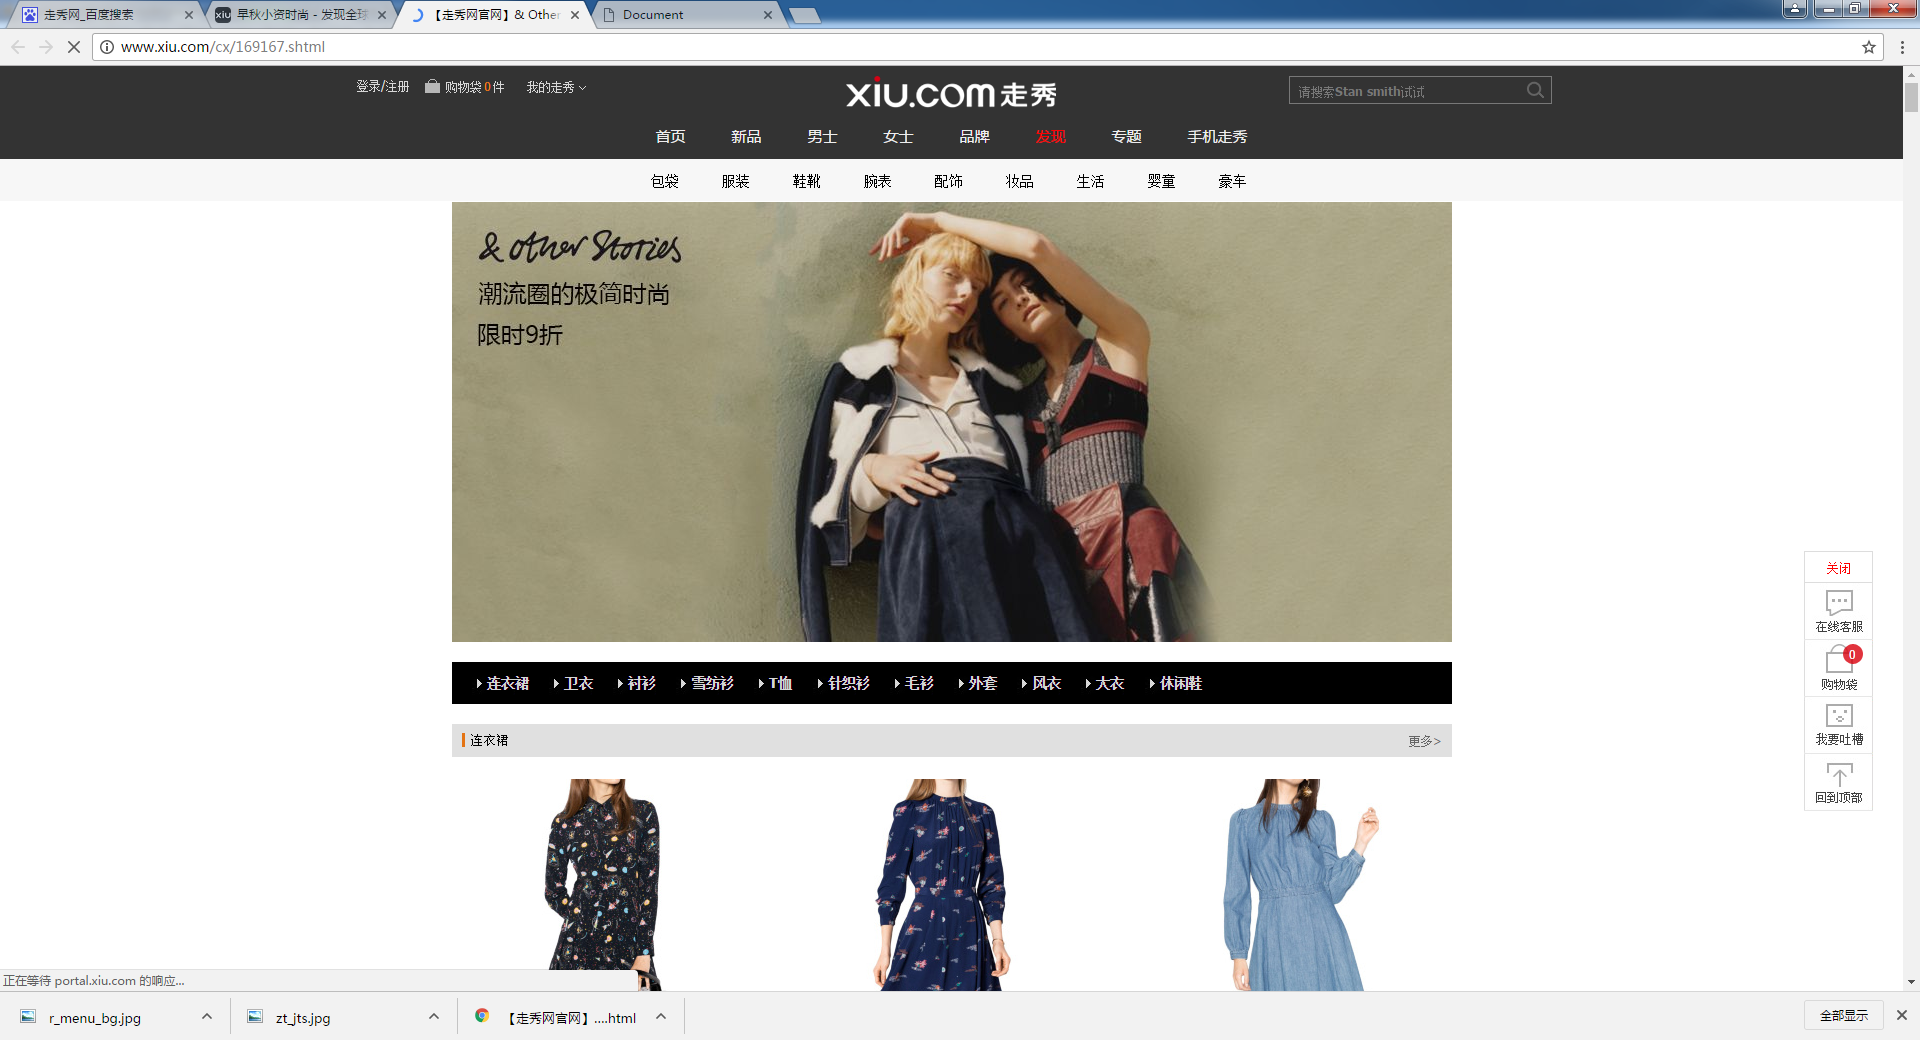 走秀网_百度搜索
早秋小资时尚 - 发现全球
【走秀网官网】& Other
Document
www.xiu.com/cx/169167.shtml
登录/注册
购物袋0件
我的走秀
xiu.com走秀
请搜索Stan smith试试
首页 新品 男士 女士 品牌 发现 专题 手机走秀
包袋 服装 鞋靴 腕表 配饰 妆品 生活 婴童 豪车
& other Stories
潮流圈的极简时尚
限时9折
连衣裙 卫衣 衬衫 雪纺衫 T恤 针织衫 毛衫 外套 风衣 大衣 休闲鞋
连衣裙 更多>
关闭
在线客服
0
购物袋
我要吐槽
回到顶部
正在等待 portal.xiu.com 的响应...
r_menu_bg.jpg
zt_jts.jpg
【走秀网官网】....html
全部显示